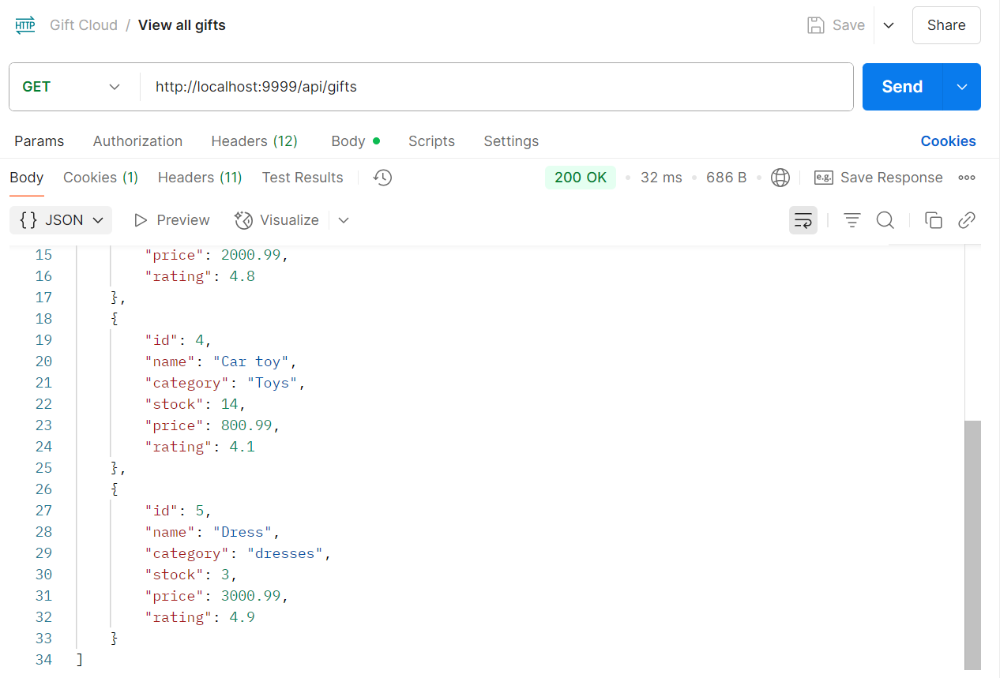 HTTP Gift Cloud / View all gifts Save Share
GET http://localhost:9999/api/gifts Send
Params Authorization Headers (12) Body Scripts Settings Cookies
Body Cookies (1) Headers (11) Test Results 200 OK 32 ms 686 B e.g. Save Response
{} JSON Preview Visualize
15 "price": 2000.99,
16 "rating": 4.8
17 },
18 {
19 "id": 4,
20 "name": "Car toy",
21 "category": "Toys",
22 "stock": 14,
23 "price": 800.99,
24 "rating": 4.1
25 },
26 {
27 "id": 5,
28 "name": "Dress",
29 "category": "dresses",
30 "stock": 3,
31 "price": 3000.99,
32 "rating": 4.9
33 }
34 ]